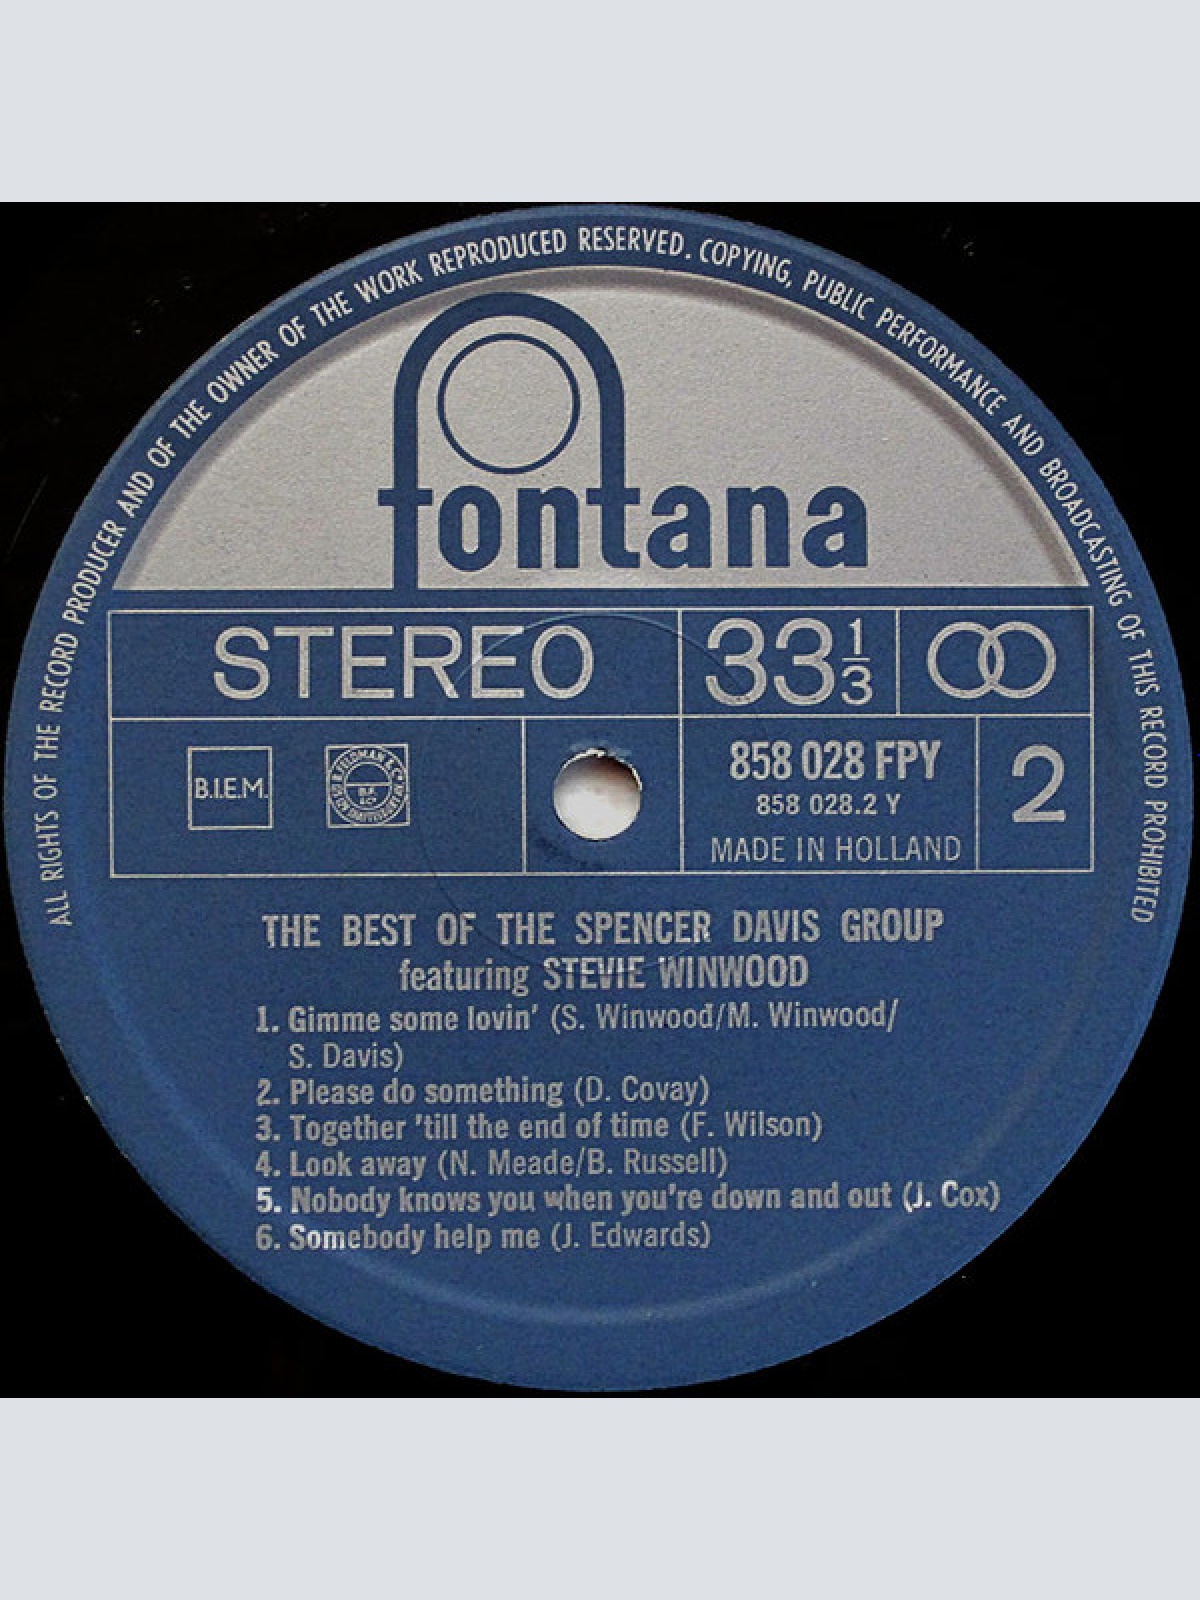 ALL RIGHTS OF THE RECORD PRODUCER AND OF THE OWNER OF THE WORK REPRODUCED RESERVED. COPYING, PUBLIC PERFORMANCE AND BROADCASTING OF THIS RECORD PROHIBITED
fontana
STEREO 33 1/3
B.I.E.M. 858 028 FPY 2
858 028.2 Y
MADE IN HOLLAND
THE BEST OF THE SPENCER DAVIS GROUP
featuring STEVIE WINWOOD
1. Gimme some lovin' (S. Winwood/M. Winwood/
S. Davis)
2. Please do something (D. Covay)
3. Together 'till the end of time (F. Wilson)
4. Look away (N. Meade/B. Russell)
5. Nobody knows you when you're down and out (J. Cox)
6. Somebody help me (J. Edwards)